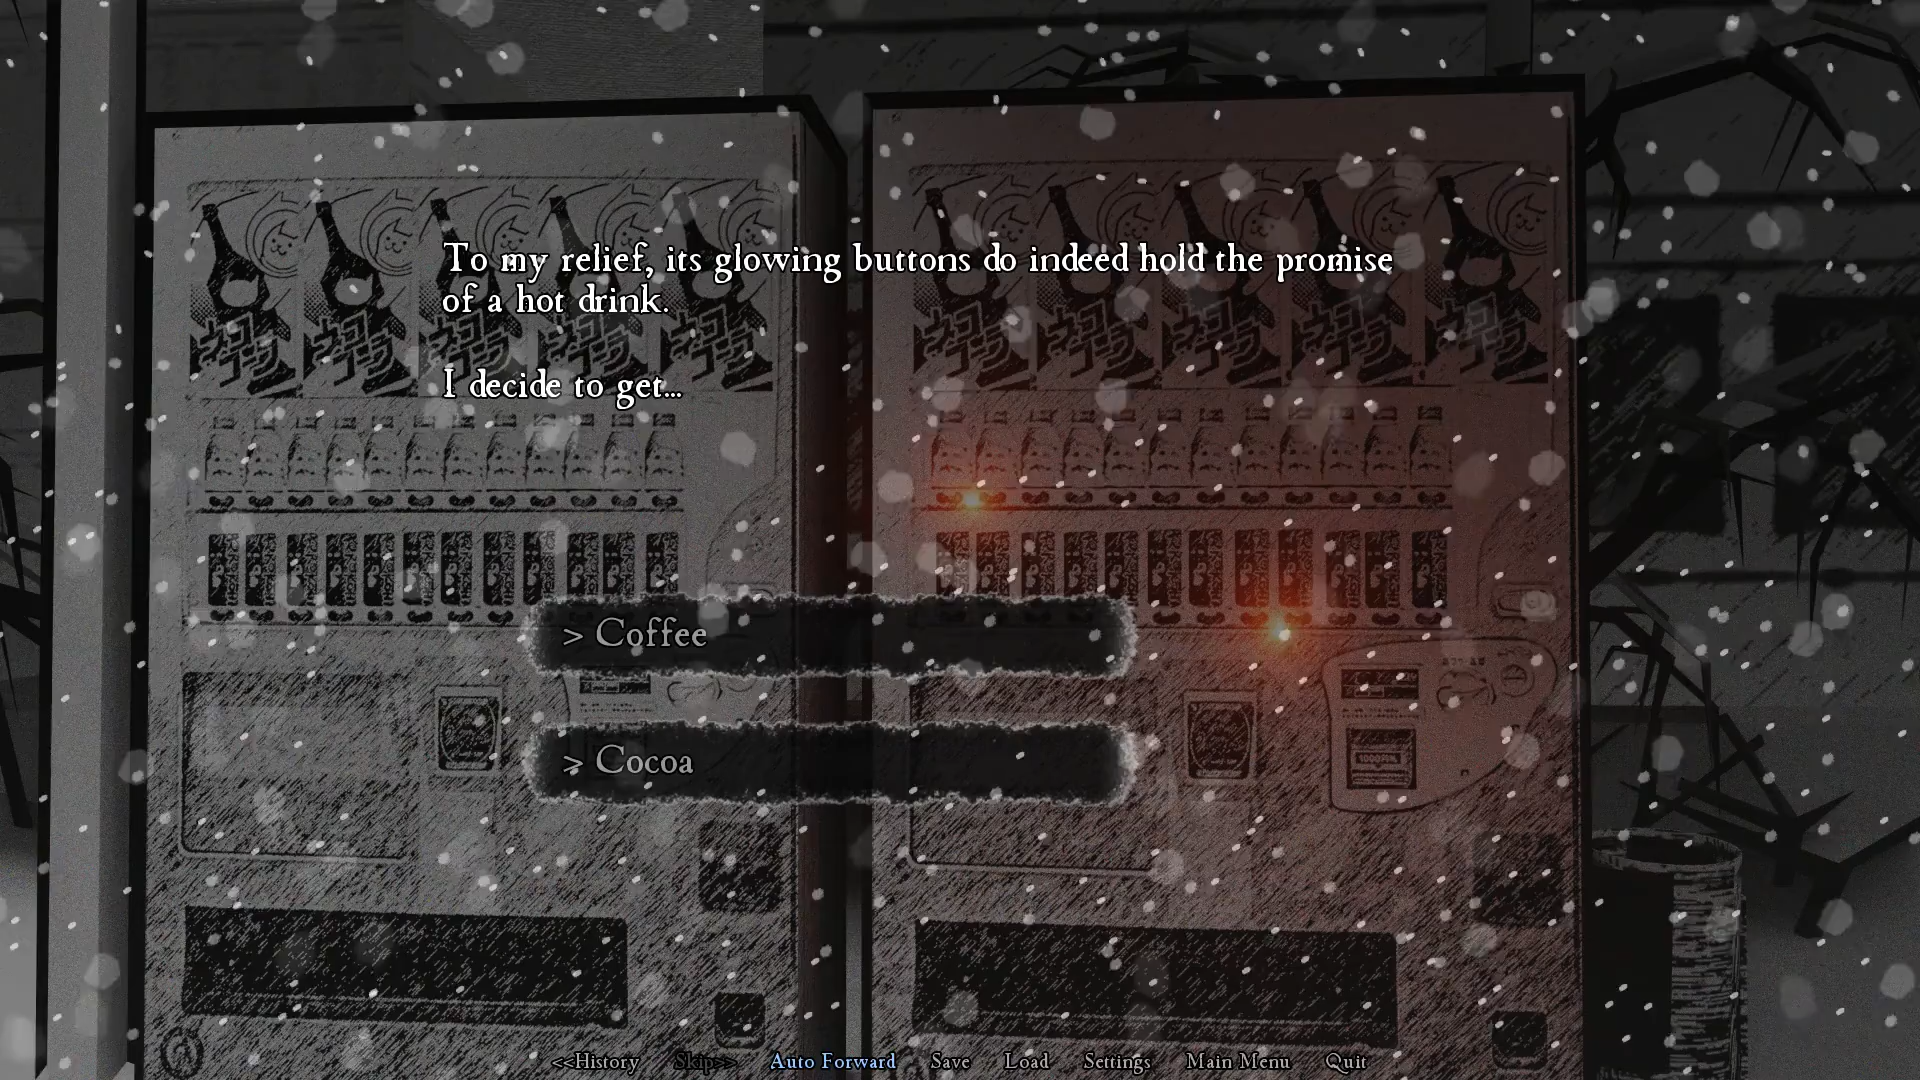 To my relief, its glowing buttons do indeed hold the promise
of a hot drink.
I decide to get...
> Coffee
> Cocoa
<<History Skip>> Auto Forward Save Load Settings Main Menu Quit